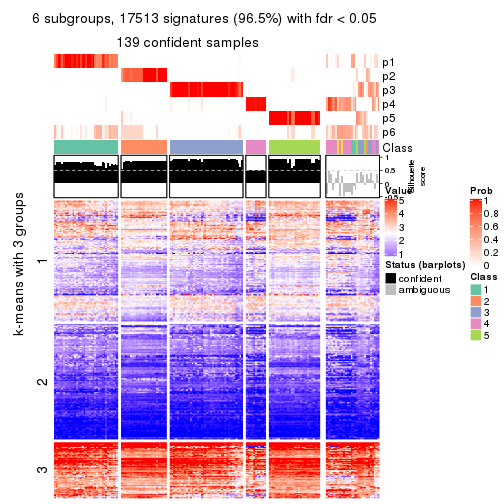 6 subgroups, 17513 signatures (96.5%) with fdr < 0.05
139 confident samples
p1
p2
p3
p4
p5
p6
Class
1
0.5
0
-0.5
Silhouette
score
k-means with 3 groups
1
2
3
Value
5
4
3
2
1
Status (barplots)
confident
ambiguous
Prob
1
0.8
0.6
0.4
0.2
0
Class
1
2
3
4
5